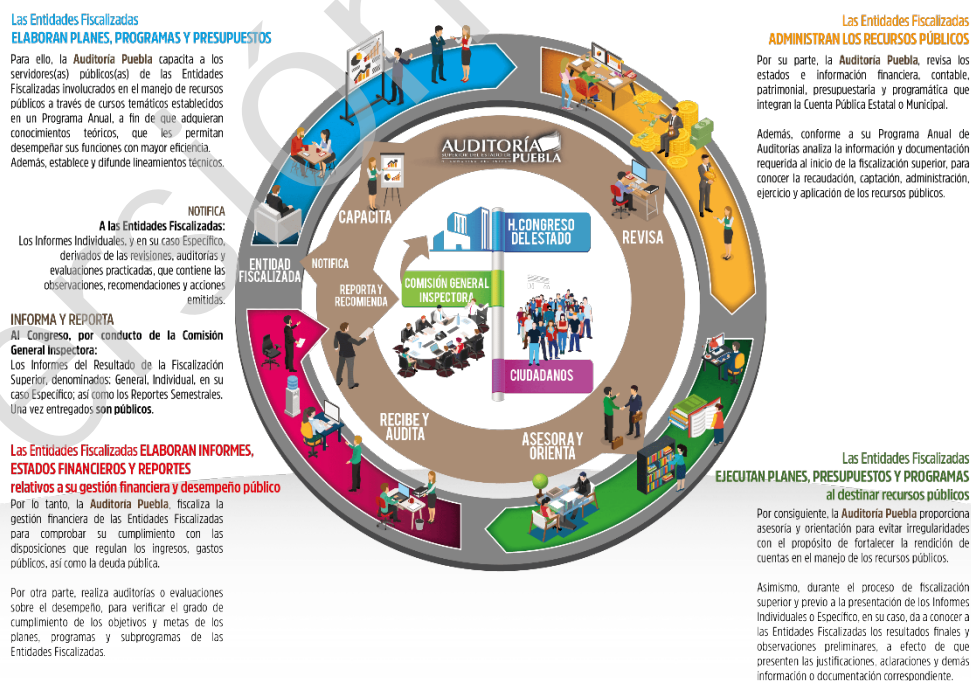 Las Entidades Fiscalizadas
ELABORAN PLANES, PROGRAMAS Y PRESUPUESTOS
Para ello, la Auditoría Puebla capacita a los
servidores(as) públicos(as) de las Entidades
Fiscalizadas involucrados en el manejo de recursos
públicos a través de cursos temáticos establecidos
en un Programa Anual, a fin de que adquieran
conocimientos teóricos, que les permitan
desempeñar sus funciones con mayor eficiencia.
Además, establece y difunde lineamientos técnicos.
NOTIFICA
A las Entidades Fiscalizadas:
Los Informes Individuales, y en su caso Específico,
derivados de las revisiones, auditorías y
evaluaciones practicadas, que contiene las
observaciones, recomendaciones y acciones
emitidas.
INFORMA Y REPORTA
Al Congreso, por conducto de la Comisión
General Inspectora:
Los Informes del Resultado de la Fiscalización
Superior, denominados: General, Individual, en su
caso Específico; así como los Reportes Semestrales.
Una vez entregados son públicos.
Las Entidades Fiscalizadas ELABORAN INFORMES,
ESTADOS FINANCIEROS Y REPORTES
relativos a su gestión financiera y desempeño público
Por lo tanto, la Auditoría Puebla, fiscaliza la
gestión financiera de las Entidades Fiscalizadas
para comprobar su cumplimiento con las
disposiciones que regulan los ingresos, gastos
públicos, así como la deuda pública.
Por otra parte, realiza auditorías o evaluaciones
sobre el desempeño, para verificar el grado de
cumplimiento de los objetivos y metas de los
planes, programas y subprogramas de las
Entidades Fiscalizadas.
AUDITORÍA
PUEBLA
CAPACITA
REVISA
ENTIDAD
FISCALIZADA
NOTIFICA
REPORTA Y
RECOMIENDA
H. CONGRESO
DEL ESTADO
COMISIÓN GENERAL
INSPECTORA
CIUDADANOS
RECIBE Y
AUDITA
ASESORA Y
ORIENTA
Las Entidades Fiscalizadas
ADMINISTRAN LOS RECURSOS PÚBLICOS
Por su parte, la Auditoría Puebla, revisa los
estados e información financiera, contable,
patrimonial, presupuestaria y programática que
integran la Cuenta Pública Estatal o Municipal.
Además, conforme a su Programa Anual de
Auditorías analiza la información y documentación
requerida al inicio de la fiscalización superior, para
conocer la recaudación, captación, administración,
ejercicio y aplicación de los recursos públicos.
Las Entidades Fiscalizadas
EJECUTAN PLANES, PRESUPUESTOS Y PROGRAMAS
al destinar recursos públicos
Por consiguiente, la Auditoría Puebla proporciona
asesoría y orientación para evitar irregularidades
con el propósito de fortalecer la rendición de
cuentas en el manejo de los recursos públicos.
Asimismo, durante el proceso de fiscalización
superior y previo a la presentación de los Informes
Individuales o Específico, en su caso, da a conocer a
las Entidades Fiscalizadas los resultados finales y
observaciones preliminares, a efecto de que
presenten las justificaciones, aclaraciones y demás
información o documentación correspondiente.